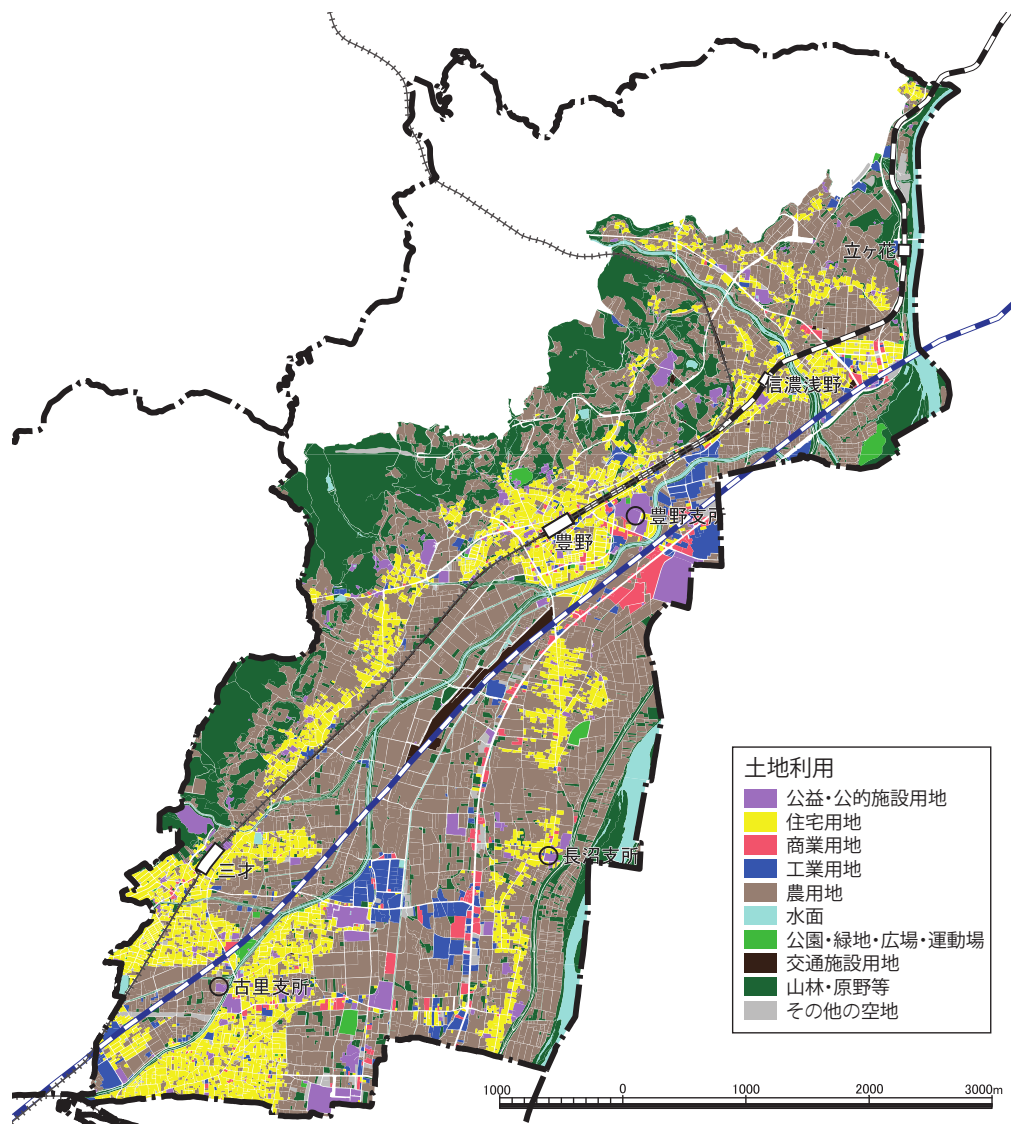 立ヶ花
信濃浅野
豊野支所
豊野
長沼支所
三才
古里支所
土地利用
公益・公的施設用地
住宅用地
商業用地
工業用地
農用地
水面
公園・緑地・広場・運動場
交通施設用地
山林・原野等
その他の空地
1000 0 1000 2000 3000m